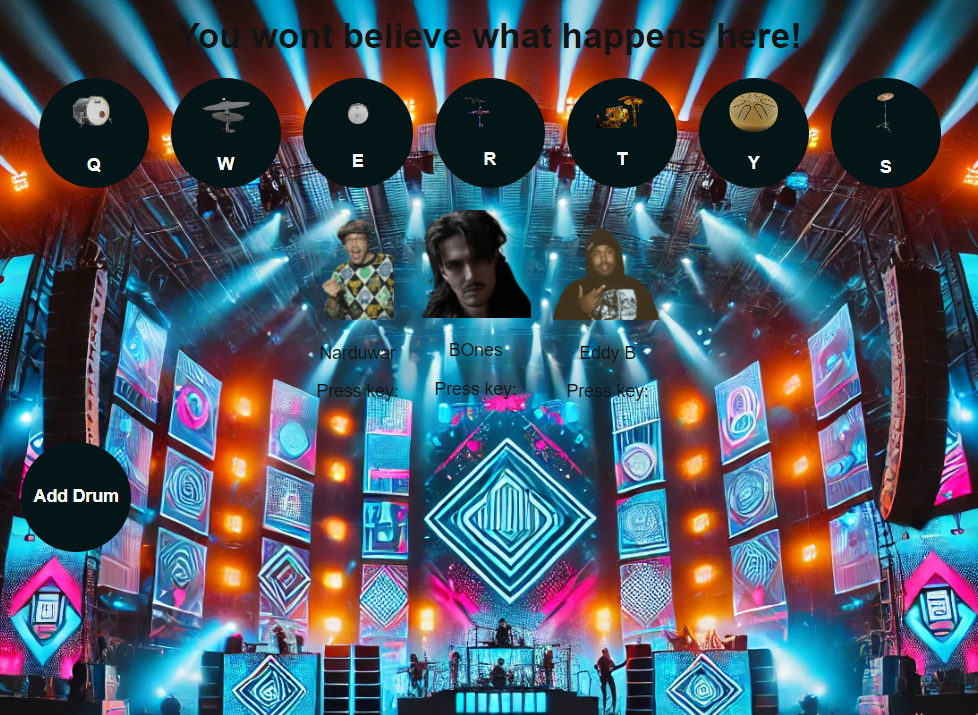 You wont believe what happens here!
Q W E R T Y S
Narduwar BOnes Eddy B
Press key: Press key: Press key:
Add Drum